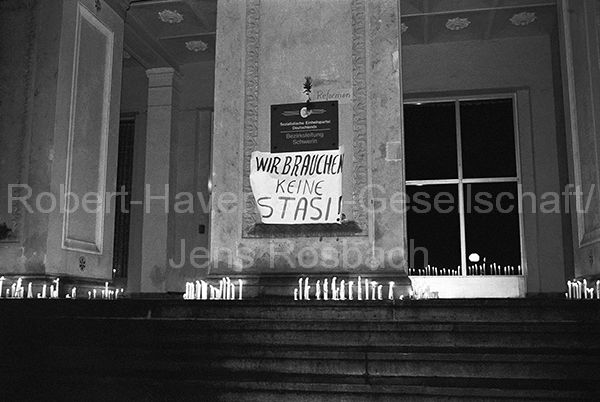 Reformen
Sozialistische Einheitspartei
Deutschlands
Bezirksleitung
Schwerin
WIR BRAUCHEN
KEINE
STASI!
Robert-Havemann-Gesellschaft/
Jens Rosbach